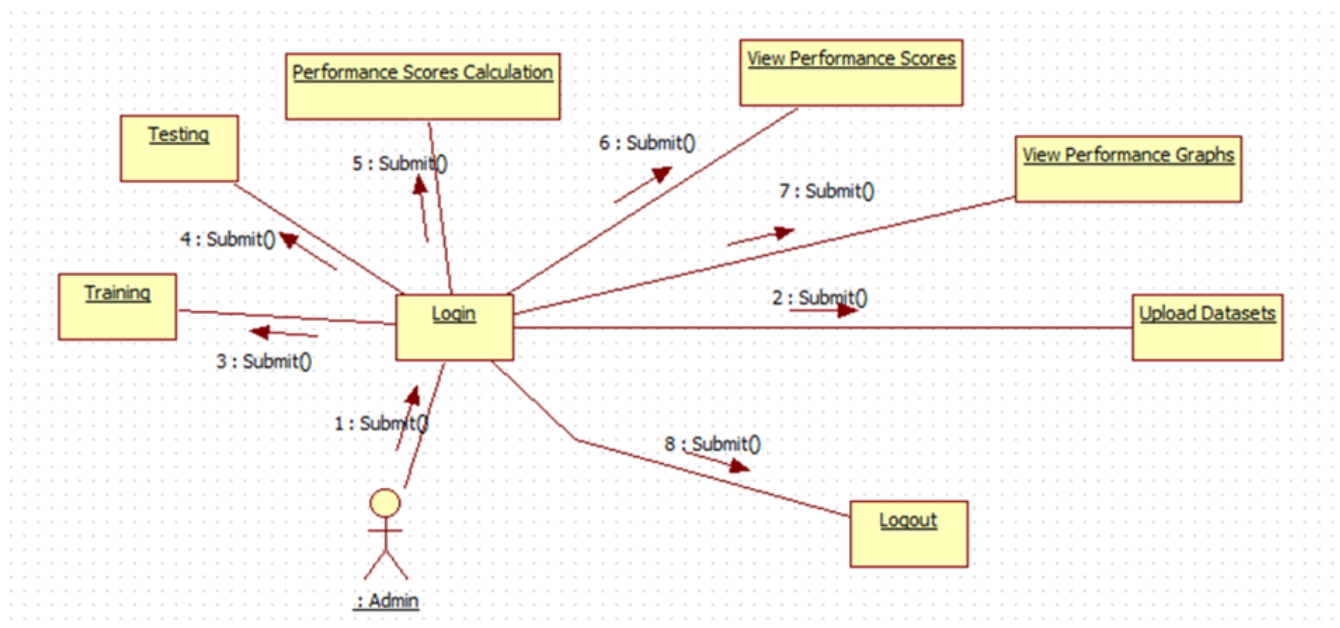 View Performance Scores
Performance Scores Calculation
Testing
6 : Submit()
View Performance Graphs
5 : Submit()
7 : Submit()
4 : Submit()
Training
2 : Submit()
Login
Upload Datasets
3 : Submit()
1 : Submit()
8 : Submit()
Logout
: Admin